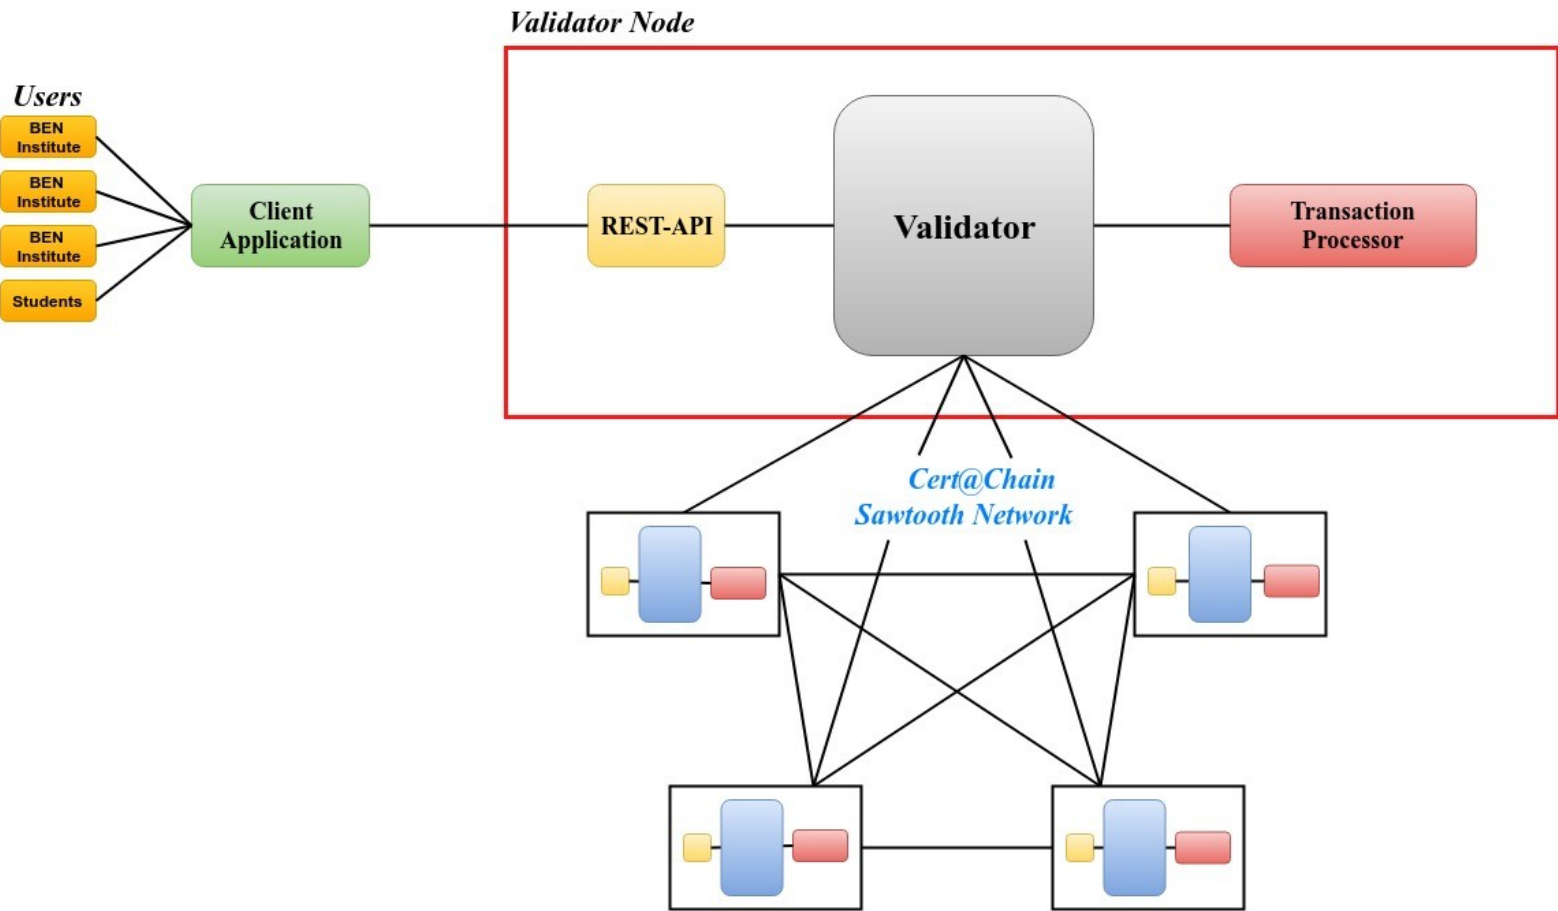 Validator Node
Users
BEN
Institute
BEN
Institute
BEN
Institute
Students
Client
Application
REST-API
Validator
Transaction
Processor
Cert@Chain
Sawtooth Network